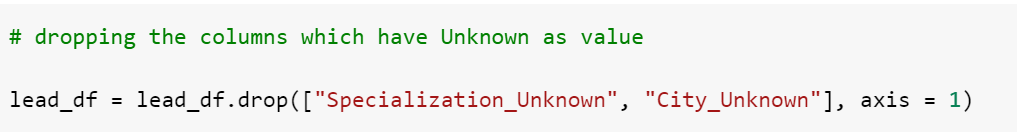 # dropping the columns which have Unknown as value
lead_df = lead_df.drop(["Specialization_Unknown", "City_Unknown"], axis = 1)